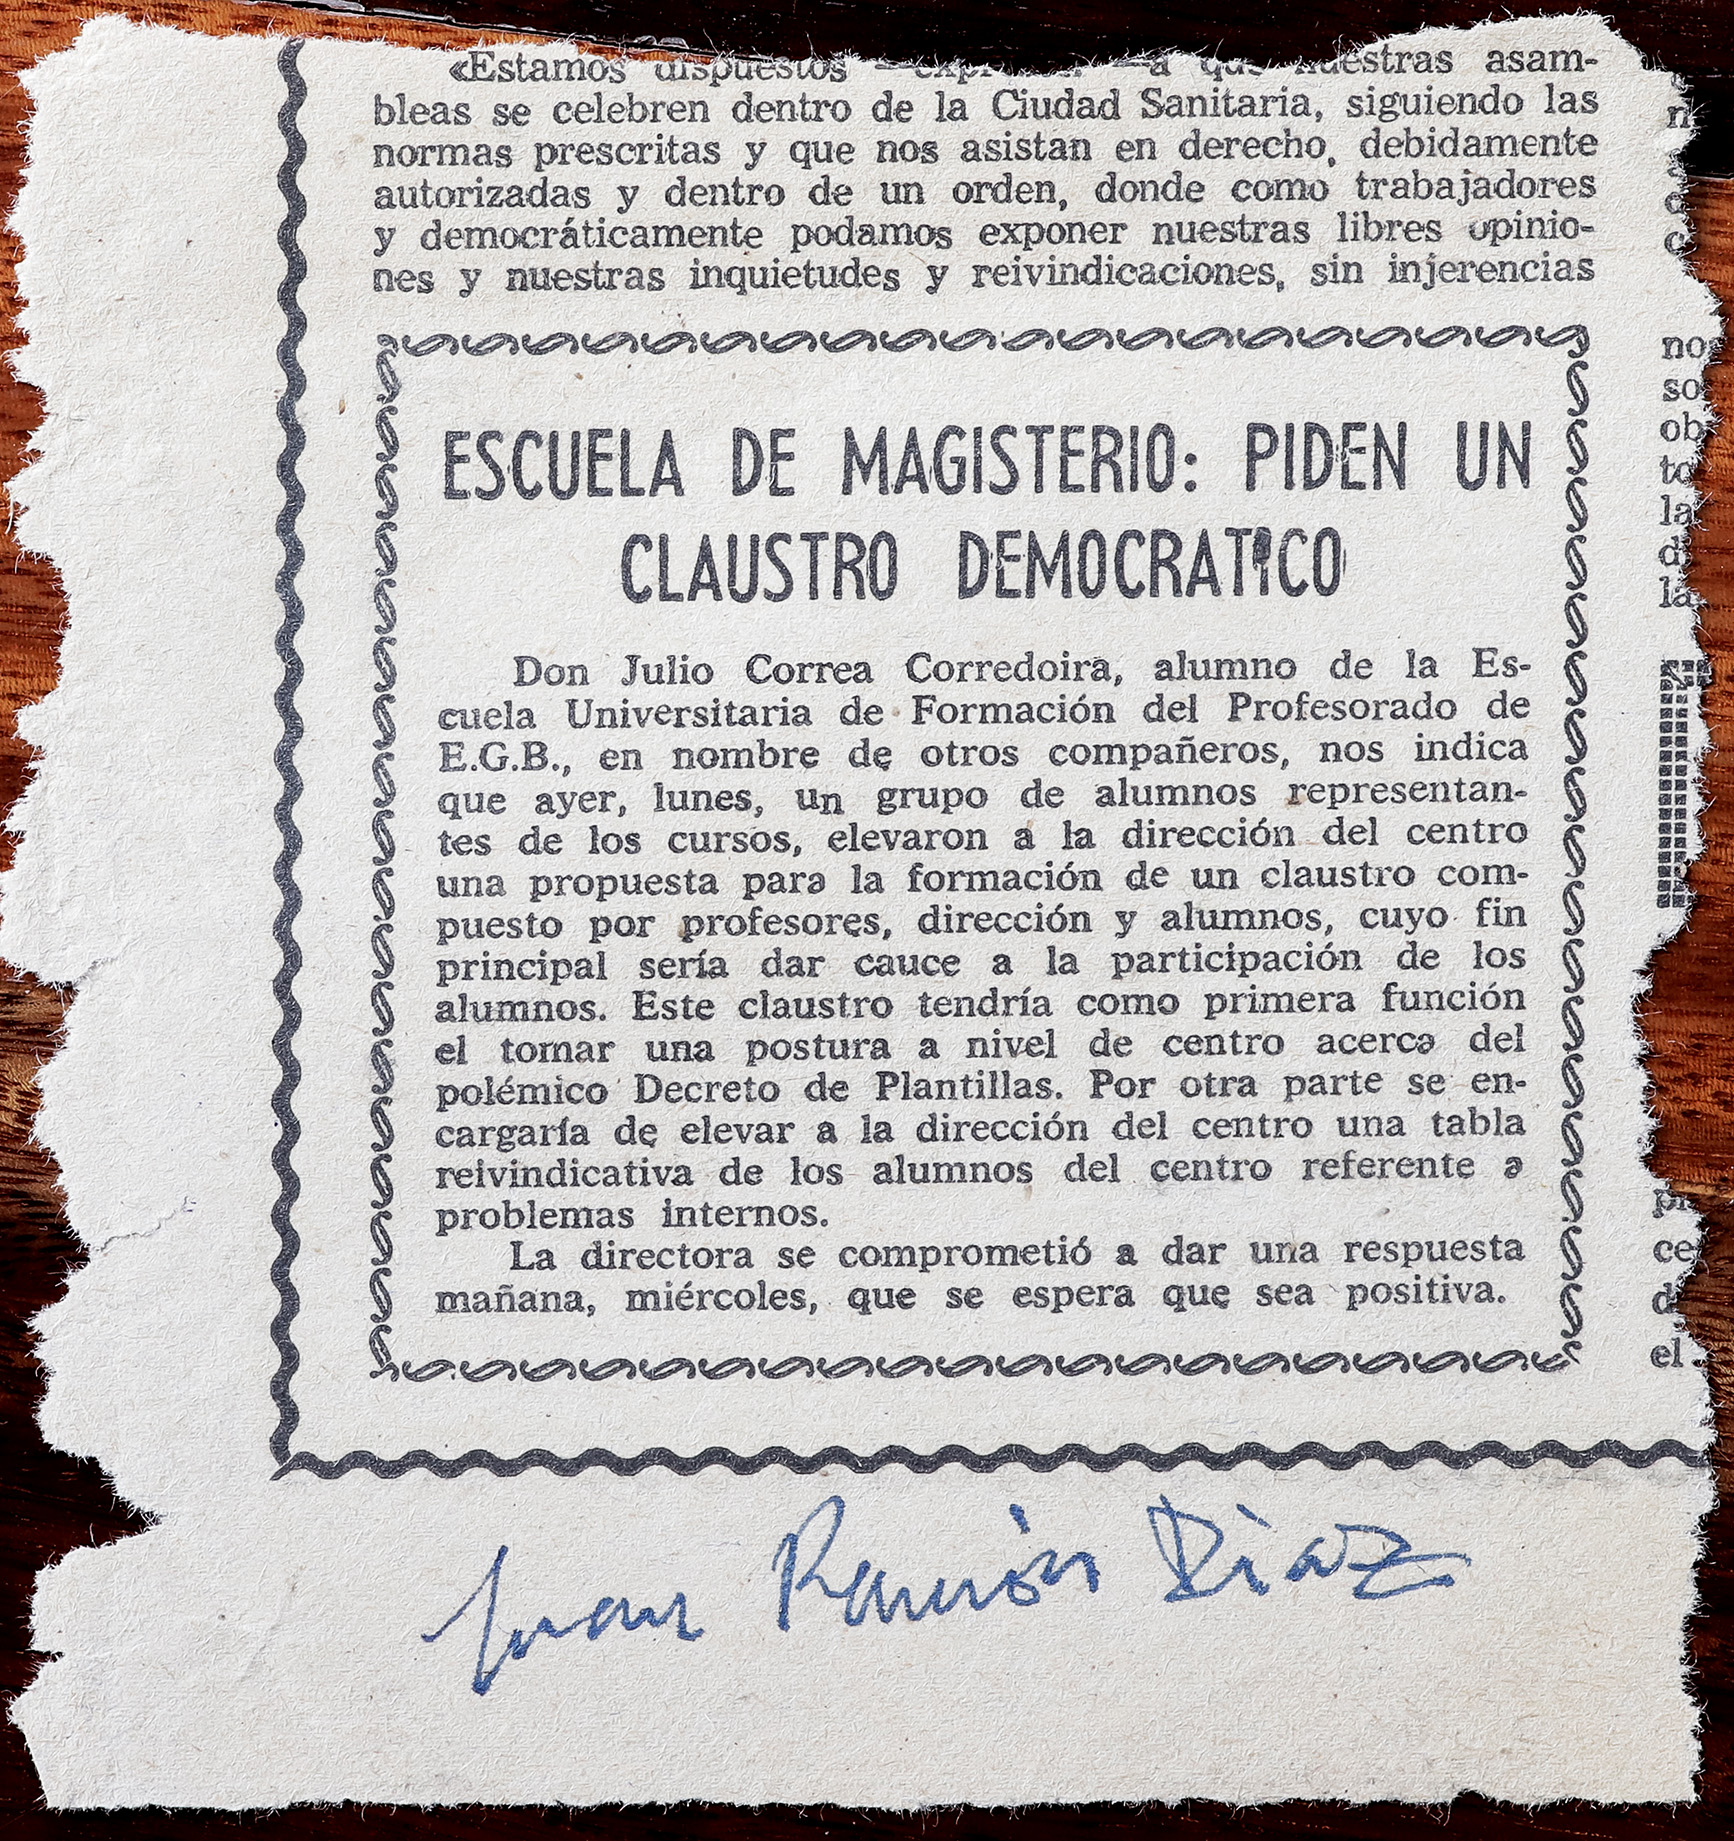 «Estamos dispuestos —a que nuestras asam-
bleas se celebren dentro de la Ciudad Sanitaria, siguiendo las
normas prescritas y que nos asistan en derecho, debidamente
autorizadas y dentro de un orden, donde como trabajadores
y democráticamente podamos exponer nuestras libres opinio-
nes y nuestras inquietudes y reivindicaciones, sin injerencias
ESCUELA DE MAGISTERIO: PIDEN UN
CLAUSTRO DEMOCRATICO
Don Julio Correa Corredoira, alumno de la Es-
cuela Universitaria de Formación del Profesorado de
E.G.B., en nombre de otros compañeros, nos indica
que ayer, lunes, un grupo de alumnos representan-
tes de los cursos, elevaron a la dirección del centro
una propuesta para la formación de un claustro com-
puesto por profesores, dirección y alumnos, cuyo fin
principal sería dar cauce a la participación de los
alumnos. Este claustro tendría como primera función
el tomar una postura a nivel de centro acerca del
polémico Decreto de Plantillas. Por otra parte se en-
cargaría de elevar a la dirección del centro una tabla
reivindicativa de los alumnos del centro referente a
problemas internos.
La directora se comprometió a dar una respuesta
mañana, miércoles, que se espera que sea positiva.
Juan Ramón Diaz
no
so
ob
to
la
d
la
ce
d
el